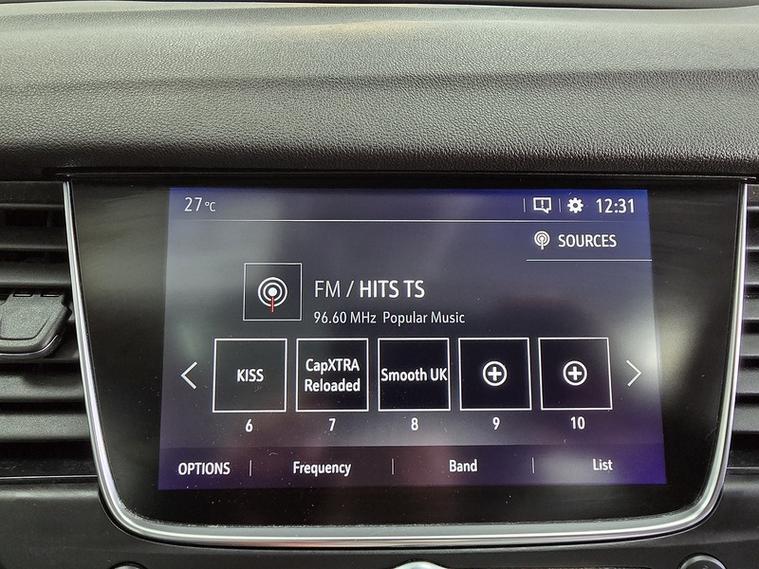 27°C
12:31
SOURCES
FM / HITS TS
96.60 MHz Popular Music
KISS
CapXTRA
Reloaded
Smooth UK
6 7 8 9 10
OPTIONS Frequency Band List